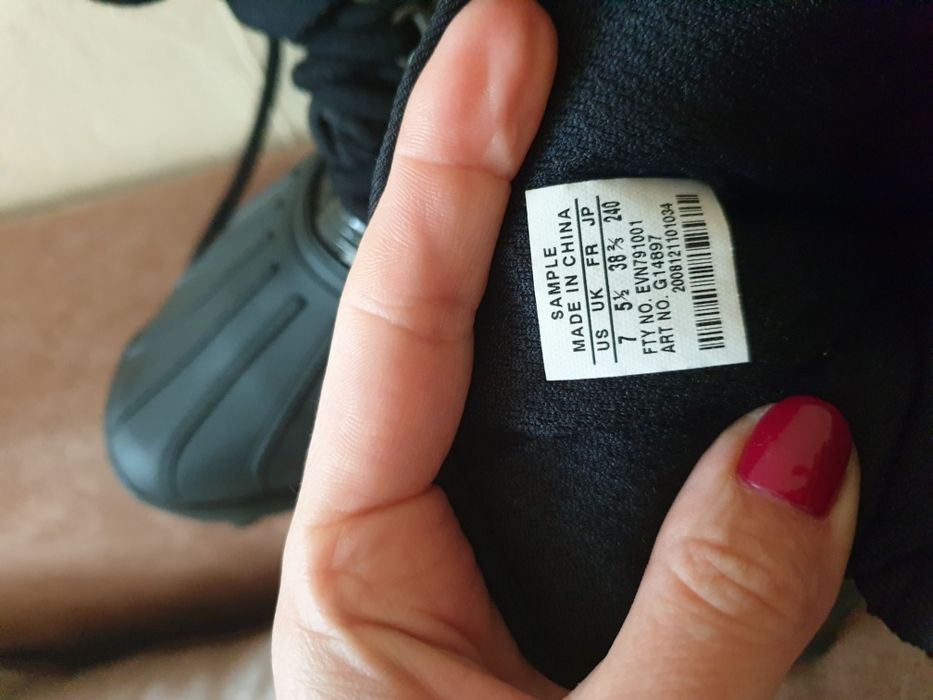 SAMPLE
MADE IN CHINA
US UK FR JP
7 5½ 38⅔ 240
FTY NO. EVN791001
ART NO. G14897
2008121101034